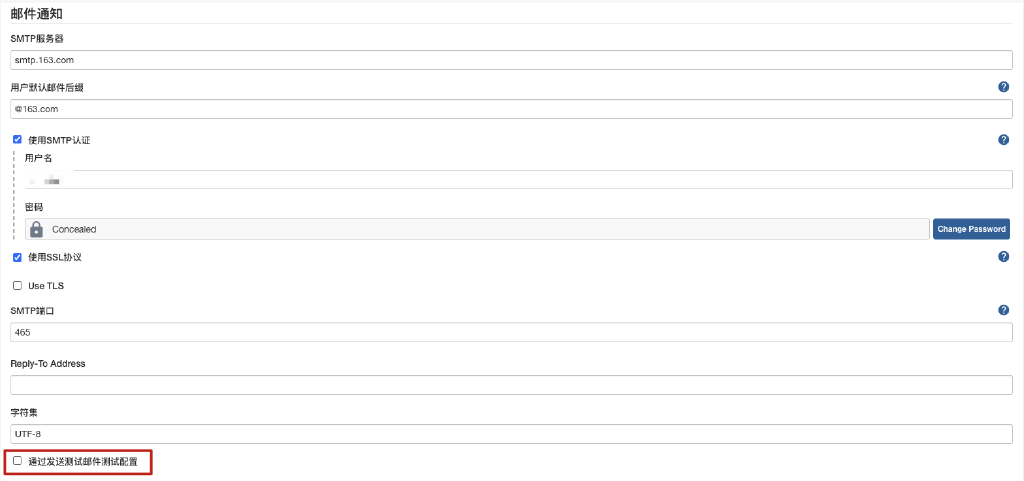 邮件通知
SMTP服务器
smtp.163.com
用户默认邮件后缀
@163.com
使用SMTP认证
用户名
密码
Concealed
Change Password
使用SSL协议
Use TLS
SMTP端口
465
Reply-To Address
字符集
UTF-8
通过发送测试邮件测试配置